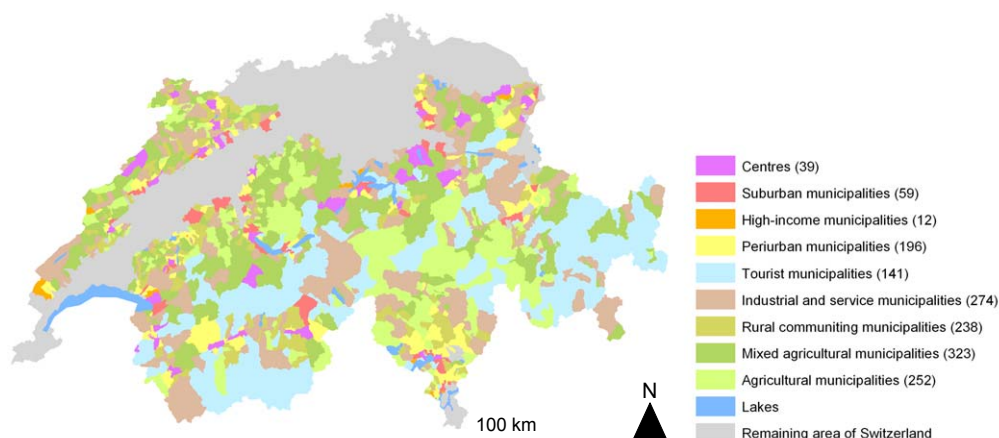 Centres (39)
Suburban municipalities (59)
High-income municipalities (12)
Periurban municipalities (196)
Tourist municipalities (141)
Industrial and service municipalities (274)
Rural communiting municipalities (238)
Mixed agricultural municipalities (323)
Agricultural municipalities (252)
Lakes
Remaining area of Switzerland
N
100 km